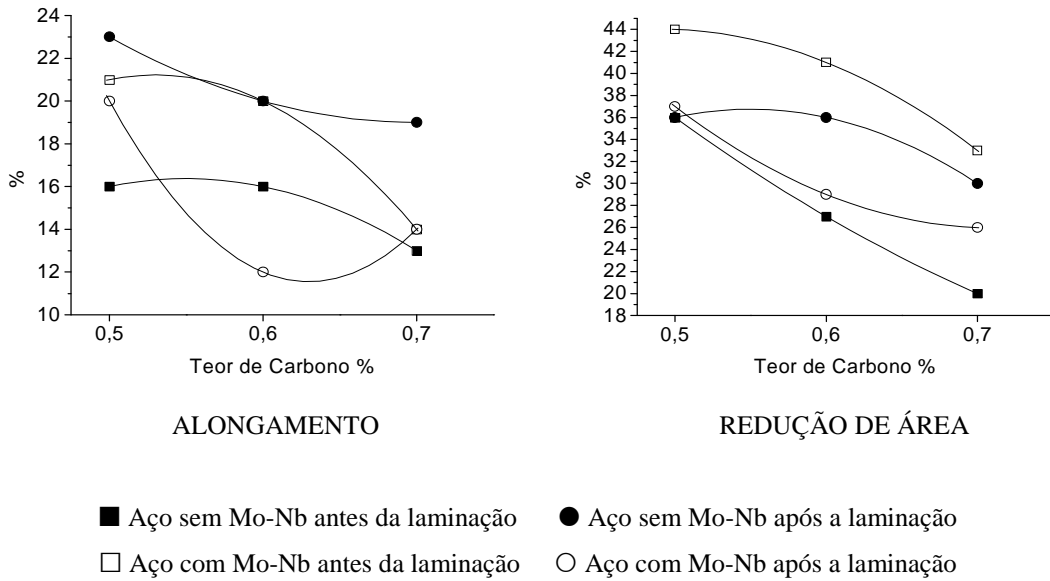 24
22
20
18
16
14
12
10
%
0,5 0,6 0,7
Teor de Carbono %
ALONGAMENTO
44
42
40
38
36
34
32
30
28
26
24
22
20
18
%
0,5 0,6 0,7
Teor de Carbono %
REDUÇÃO DE ÁREA
Aço sem Mo-Nb antes da laminação
Aço sem Mo-Nb após a laminação
Aço com Mo-Nb antes da laminação
Aço com Mo-Nb após a laminação